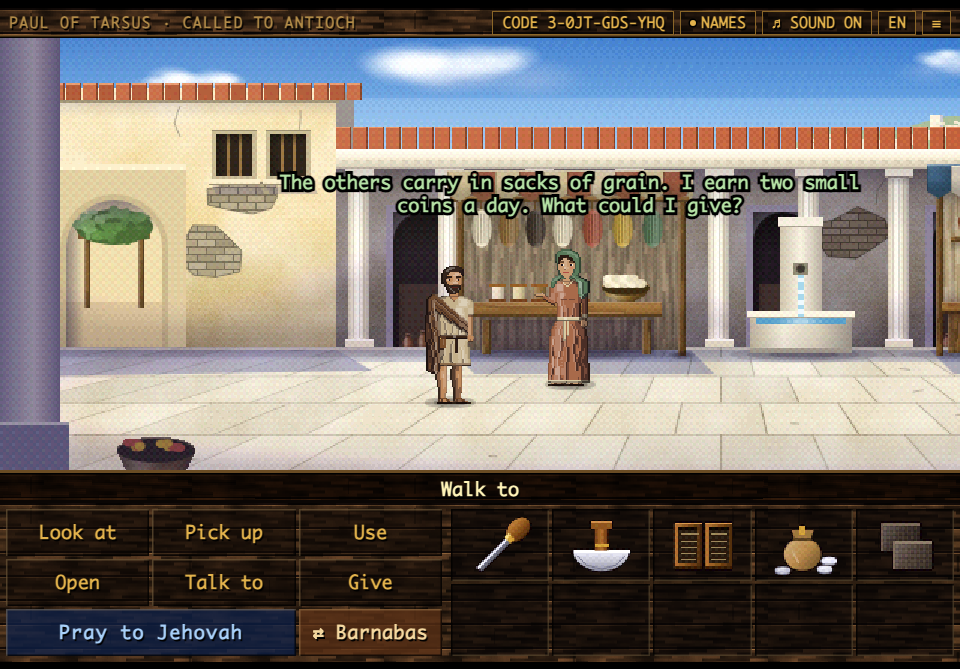 PAUL OF TARSUS · CALLED TO ANTIOCH
CODE 3-0JT-GDS-YHQ
• NAMES
♬ SOUND ON
EN
≡
The others carry in sacks of grain. I earn two small
coins a day. What could I give?
Walk to
Look at
Pick up
Use
Open
Talk to
Give
Pray to Jehovah
⇄ Barnabas